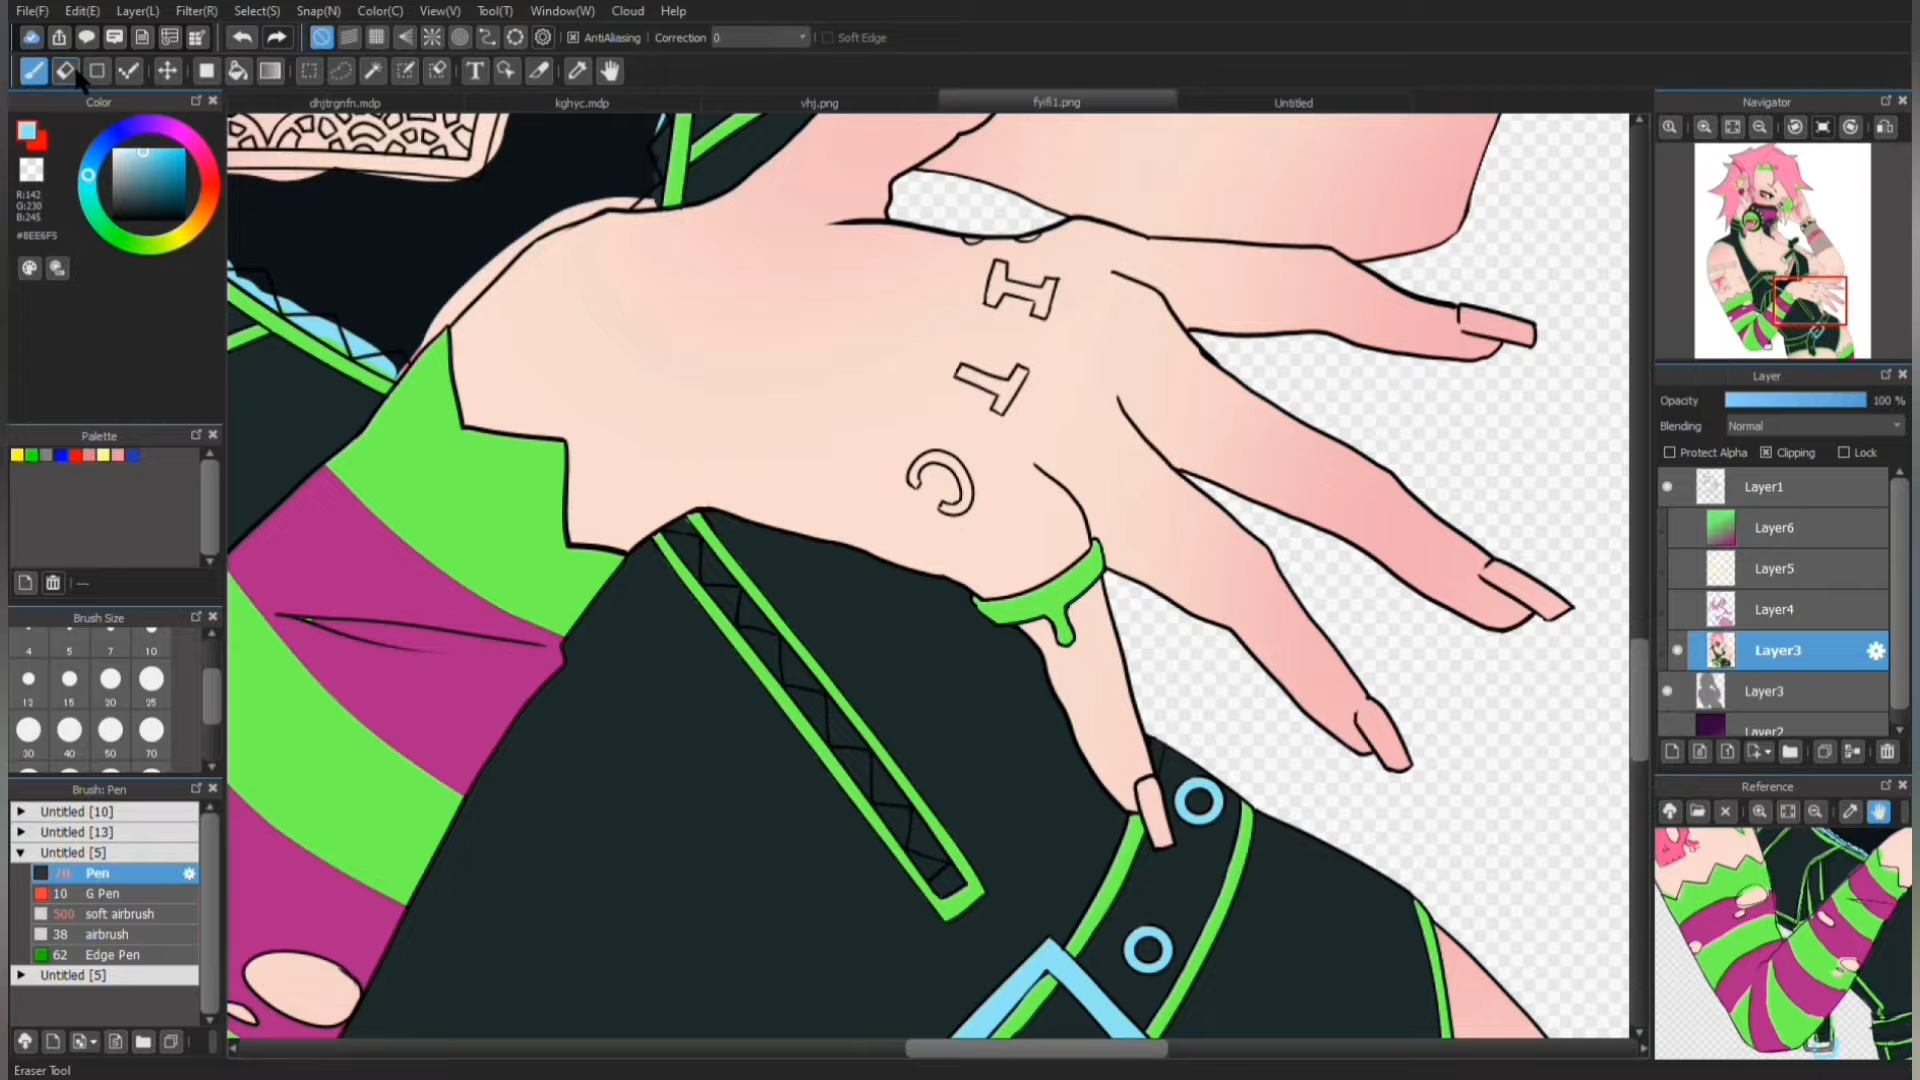 File(F) Edit(E) Layer(L) Filter(R) Select(S) Snap(N) Color(C) View(V) Tool(T) Window(W) Cloud Help
AntiAliasing Correction 0 Soft Edge
T
Color
dhjtrgnfn.mdp kghyc.mdp vhj.png fyifi1.png Untitled
Navigator
R:142
G:230
B:245
#8EE6F5
I
T
C
Layer
Opacity 100 %
Blending Normal
Protect Alpha Clipping Lock
Layer1
Layer6
Layer5
Layer4
Layer3
Layer3
Layer2
Palette
---
Brush Size
4 5 7 10
12 15 20 25
30 40 50 70
Brush: Pen
Untitled [10]
Untitled [13]
Untitled [5]
70 Pen
10 G Pen
500 soft airbrush
38 airbrush
62 Edge Pen
Untitled [5]
Reference
Eraser Tool